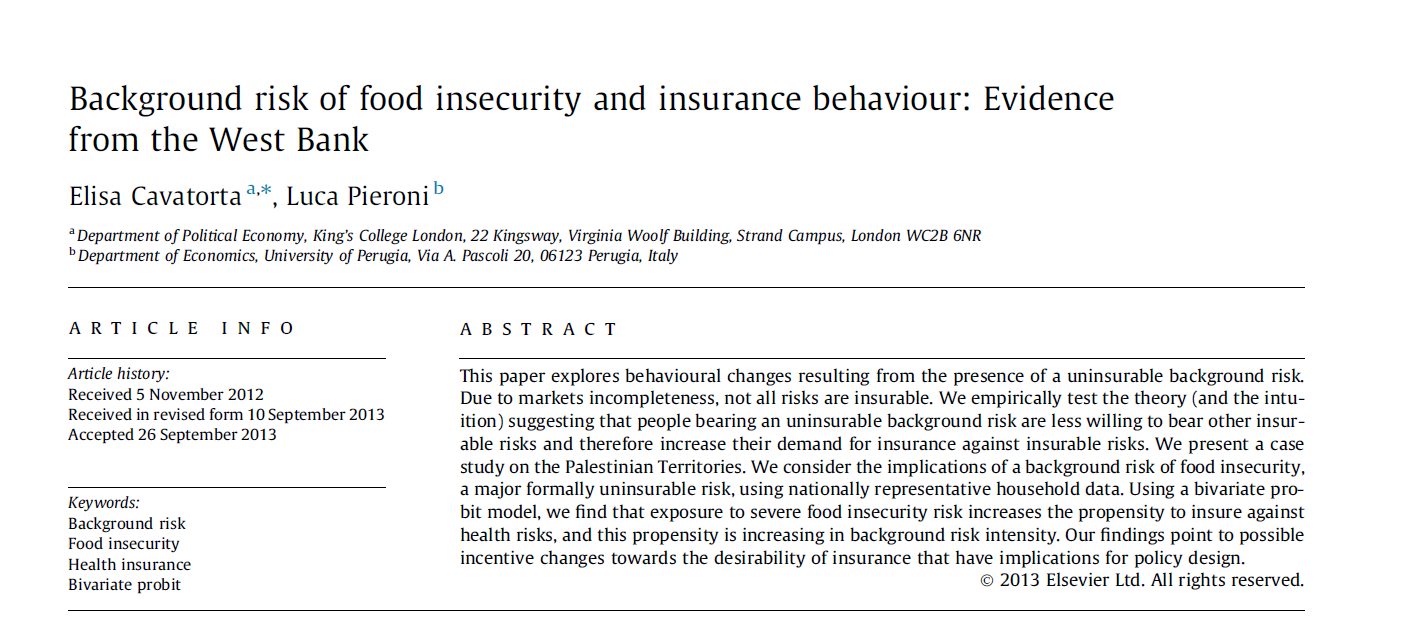 Background risk of food insecurity and insurance behaviour: Evidence
from the West Bank
Elisa Cavatorta a,*, Luca Pieroni b
a Department of Political Economy, King's College London, 22 Kingsway, Virginia Woolf Building, Strand Campus, London WC2B 6NR
b Department of Economics, University of Perugia, Via A. Pascoli 20, 06123 Perugia, Italy
ARTICLE INFO
Article history:
Received 5 November 2012
Received in revised form 10 September 2013
Accepted 26 September 2013
Keywords:
Background risk
Food insecurity
Health insurance
Bivariate probit
ABSTRACT
This paper explores behavioural changes resulting from the presence of a uninsurable background risk.
Due to markets incompleteness, not all risks are insurable. We empirically test the theory (and the intu-
ition) suggesting that people bearing an uninsurable background risk are less willing to bear other insur-
able risks and therefore increase their demand for insurance against insurable risks. We present a case
study on the Palestinian Territories. We consider the implications of a background risk of food insecurity,
a major formally uninsurable risk, using nationally representative household data. Using a bivariate pro-
bit model, we find that exposure to severe food insecurity risk increases the propensity to insure against
health risks, and this propensity is increasing in background risk intensity. Our findings point to possible
incentive changes towards the desirability of insurance that have implications for policy design.
© 2013 Elsevier Ltd. All rights reserved.